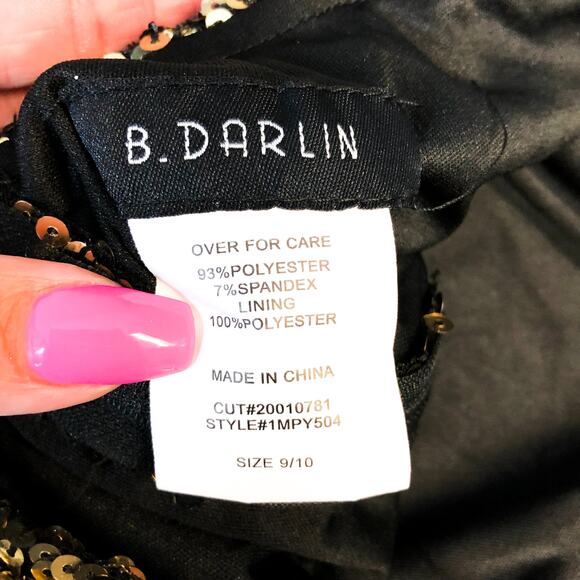 B.DARLIN
OVER FOR CARE
93%POLYESTER
7%SPANDEX
LINING
100%POLYESTER
MADE IN CHINA
CUT#20010781
STYLE#1MPY504
SIZE 9/10